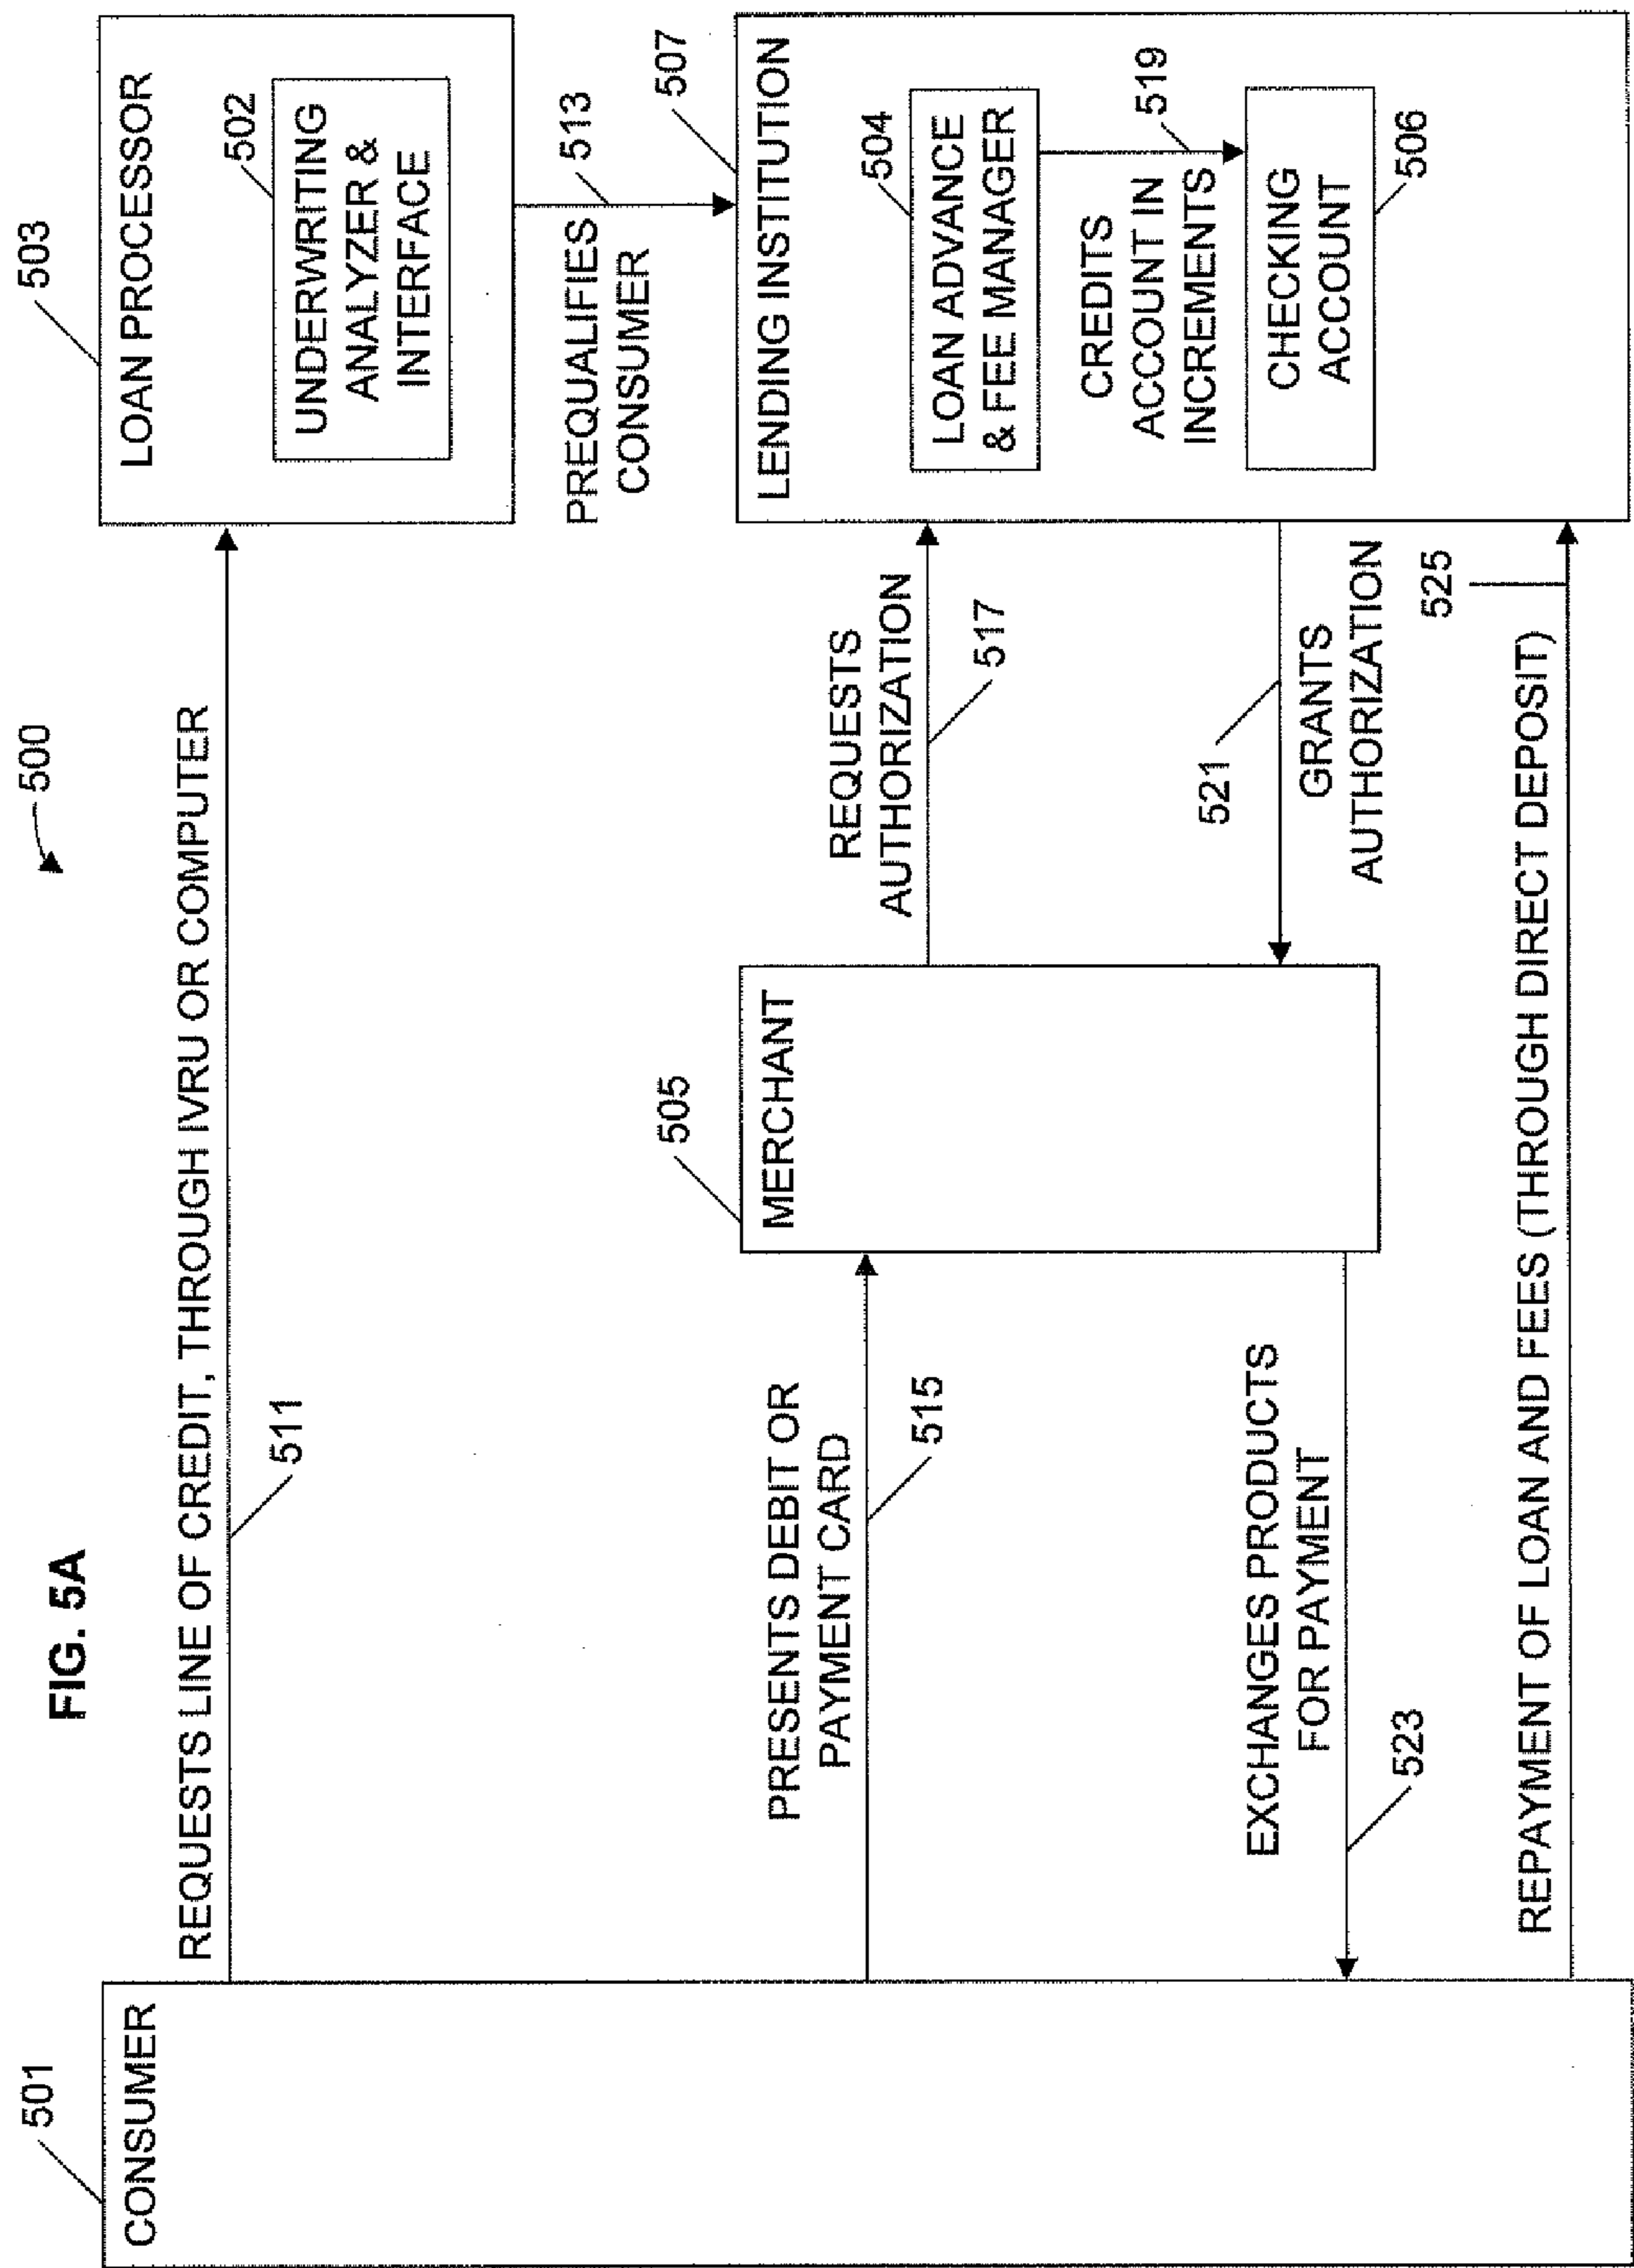 FIG. 5A
500
501
CONSUMER
REQUESTS LINE OF CREDIT, THROUGH IVRU OR COMPUTER
511
503
LOAN PROCESSOR
502
UNDERWRITING
ANALYZER &
INTERFACE
PREQUALIFIES
CONSUMER
513
507
LENDING INSTITUTION
504
LOAN ADVANCE
& FEE MANAGER
CREDITS
ACCOUNT IN
INCREMENTS
519
CHECKING
ACCOUNT
506
505
MERCHANT
PRESENTS DEBIT OR
PAYMENT CARD
515
REQUESTS
AUTHORIZATION
517
521
GRANTS
AUTHORIZATION
EXCHANGES PRODUCTS
FOR PAYMENT
523
REPAYMENT OF LOAN AND FEES (THROUGH DIRECT DEPOSIT)
525